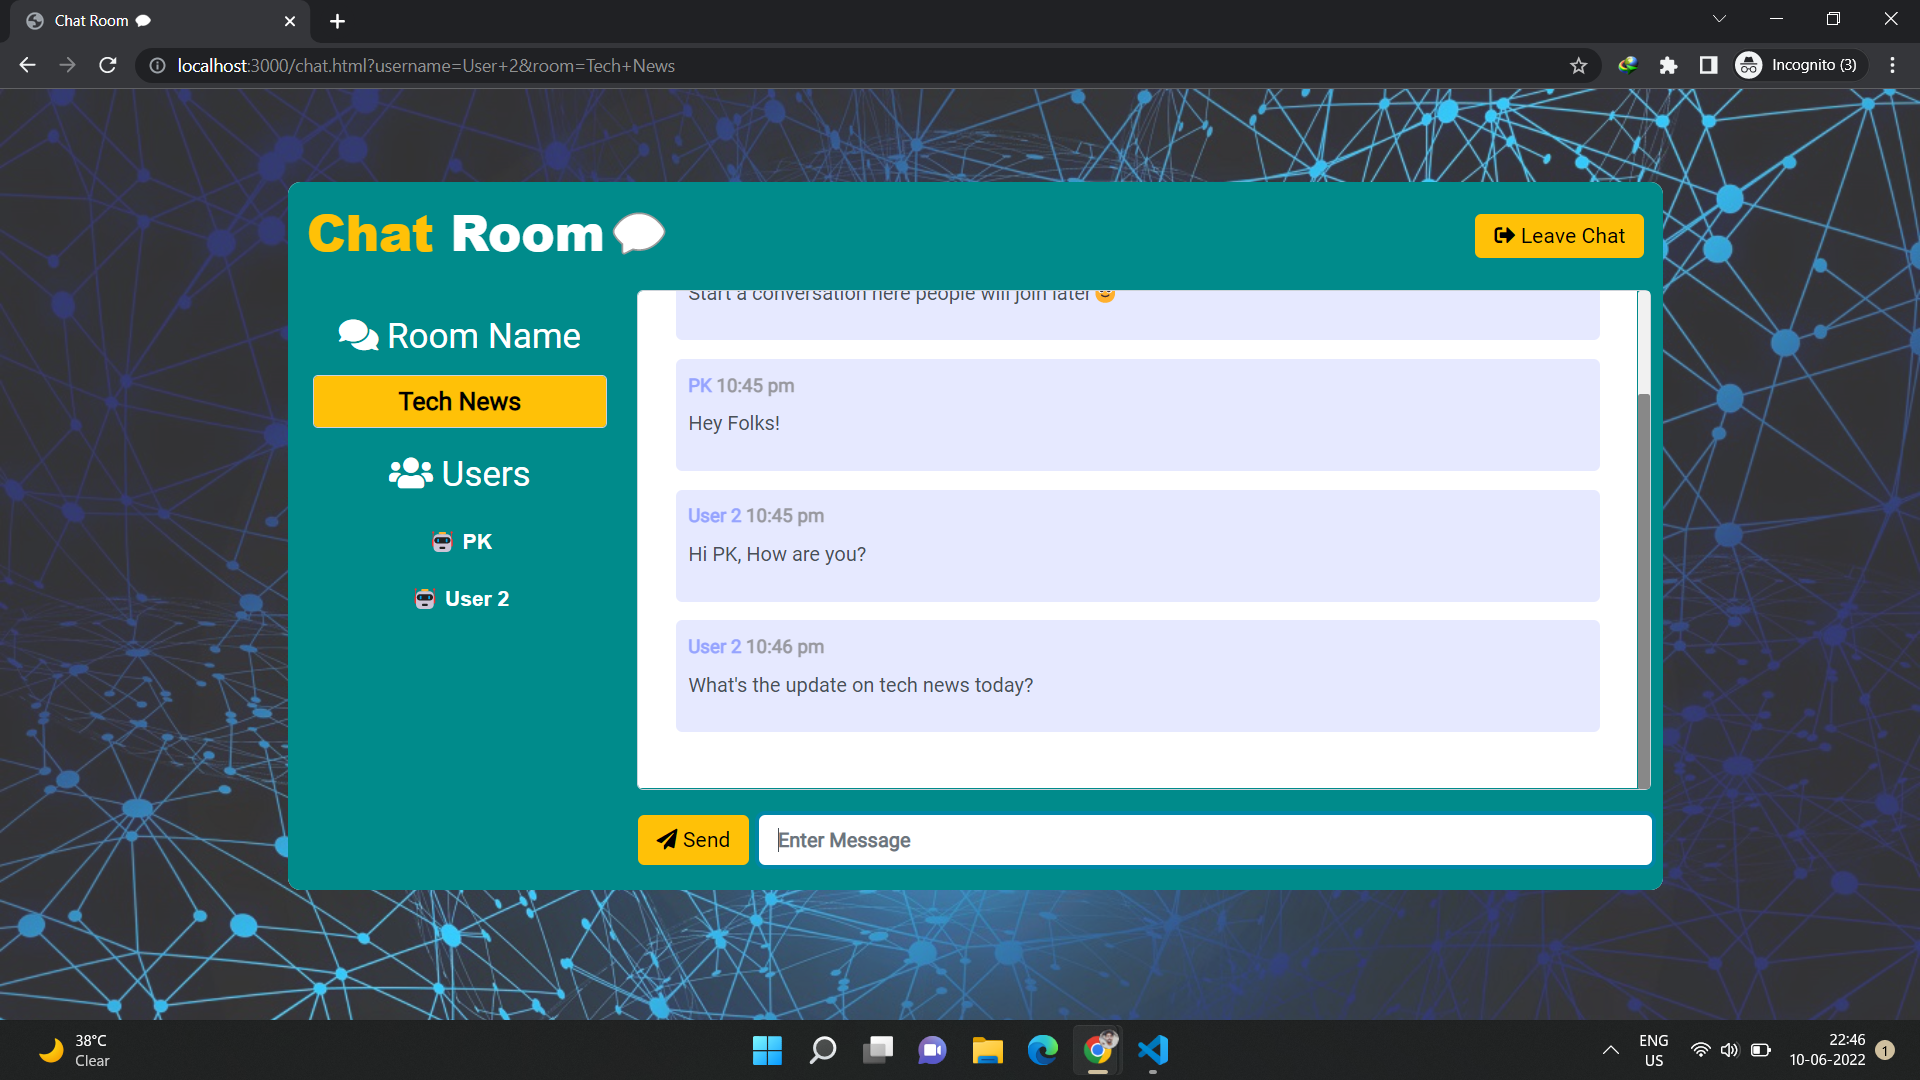 Chat Room
localhost:3000/chat.html?username=User+2&room=Tech+News
Incognito (3)
Chat Room
Leave Chat
Room Name
Tech News
Users
PK
User 2
Start a conversation here people will join later
PK 10:45 pm
Hey Folks!
User 2 10:45 pm
Hi PK, How are you?
User 2 10:46 pm
What's the update on tech news today?
Send
Enter Message
38°C
Clear
ENG
US
22:46
10-06-2022
1